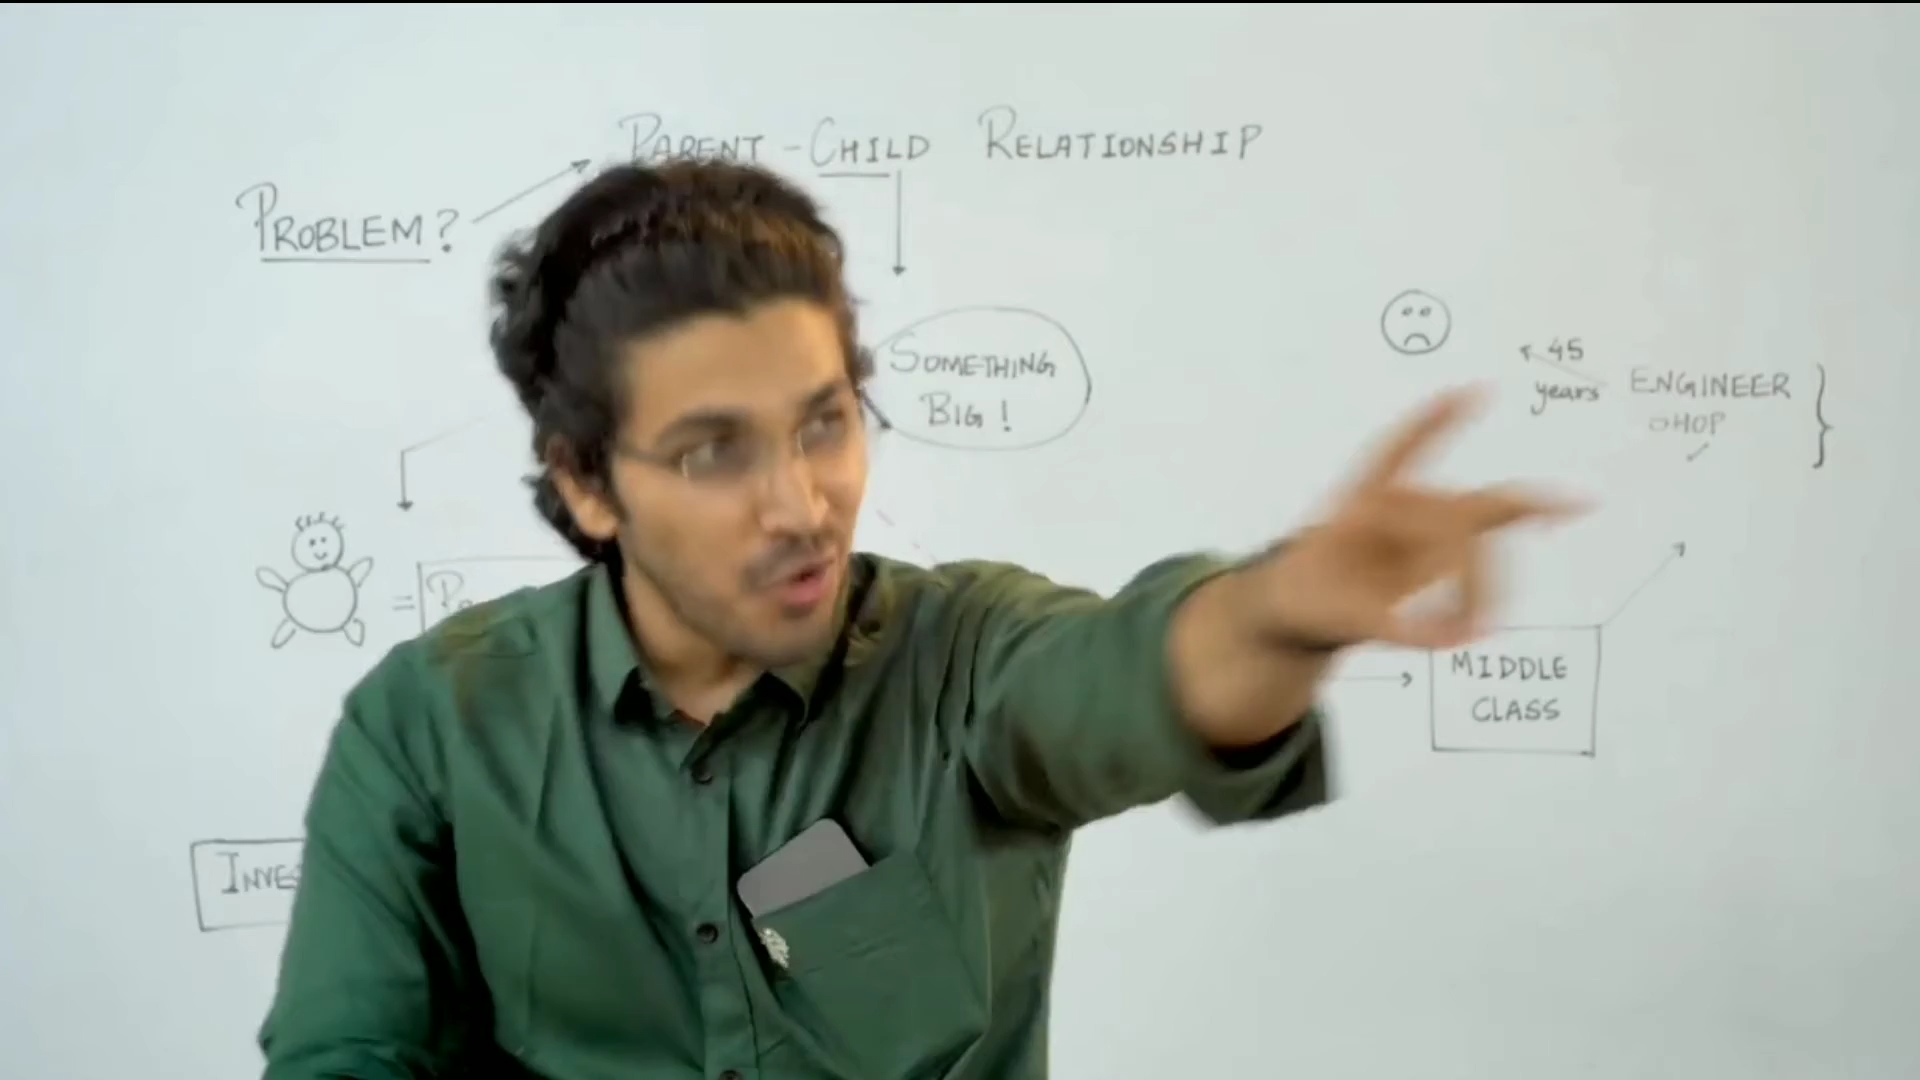 PARENT-CHILD RELATIONSHIP
PROBLEM?
SOMETHING
BIG!
45
years
ENGINEER
SHOP
MIDDLE
CLASS